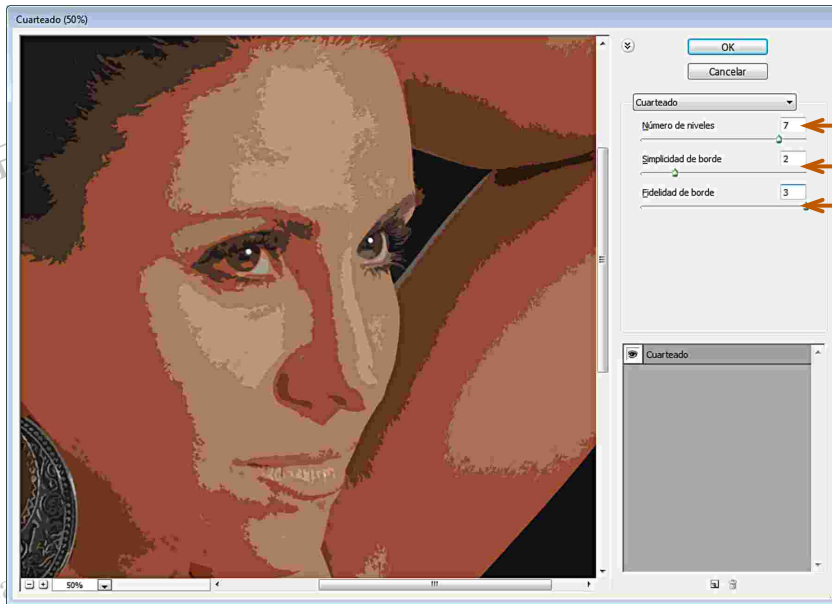 Cuarteado (50%)
OK
Cancelar
Cuarteado
Número de niveles 7
Simplicidad de borde 2
Fidelidad de borde 3
Cuarteado
50%